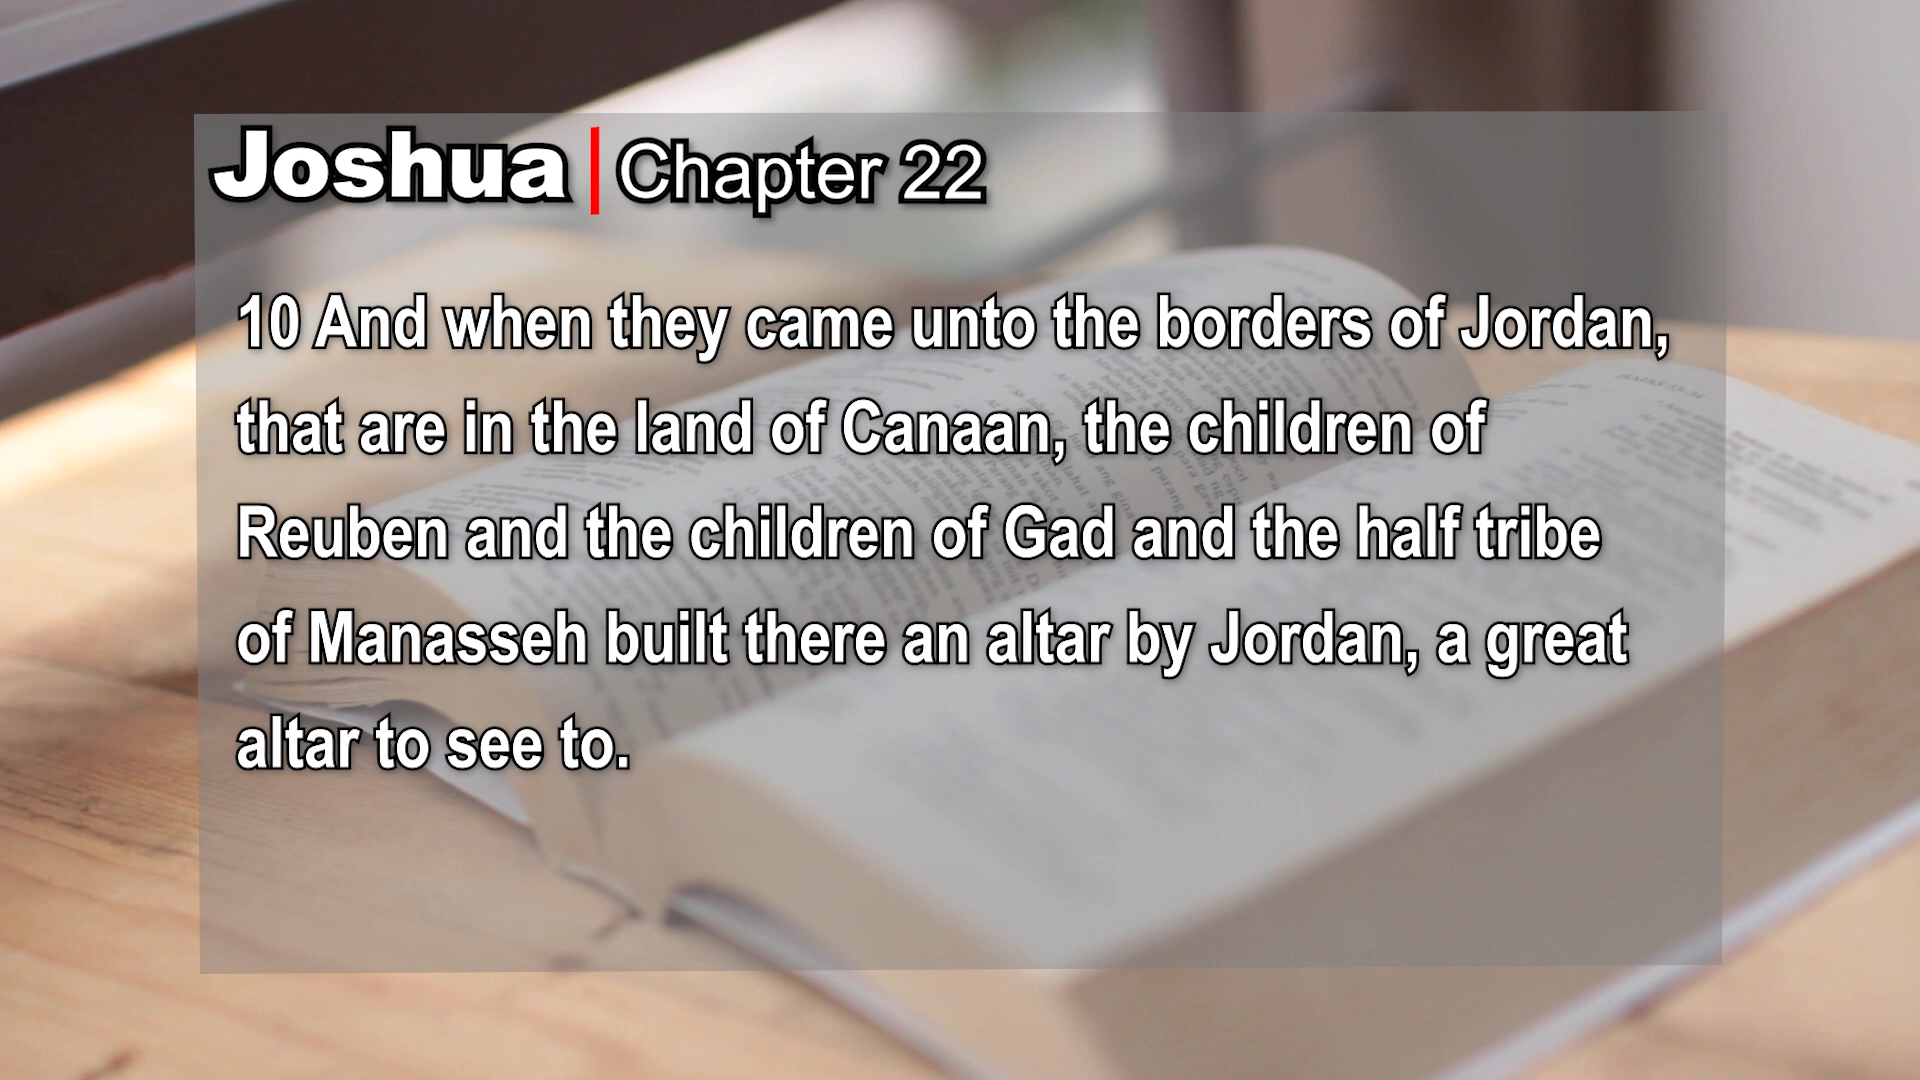 Joshua | Chapter 22
10 And when they came unto the borders of Jordan,
that are in the land of Canaan, the children of
Reuben and the children of Gad and the half tribe
of Manasseh built there an altar by Jordan, a great
altar to see to.